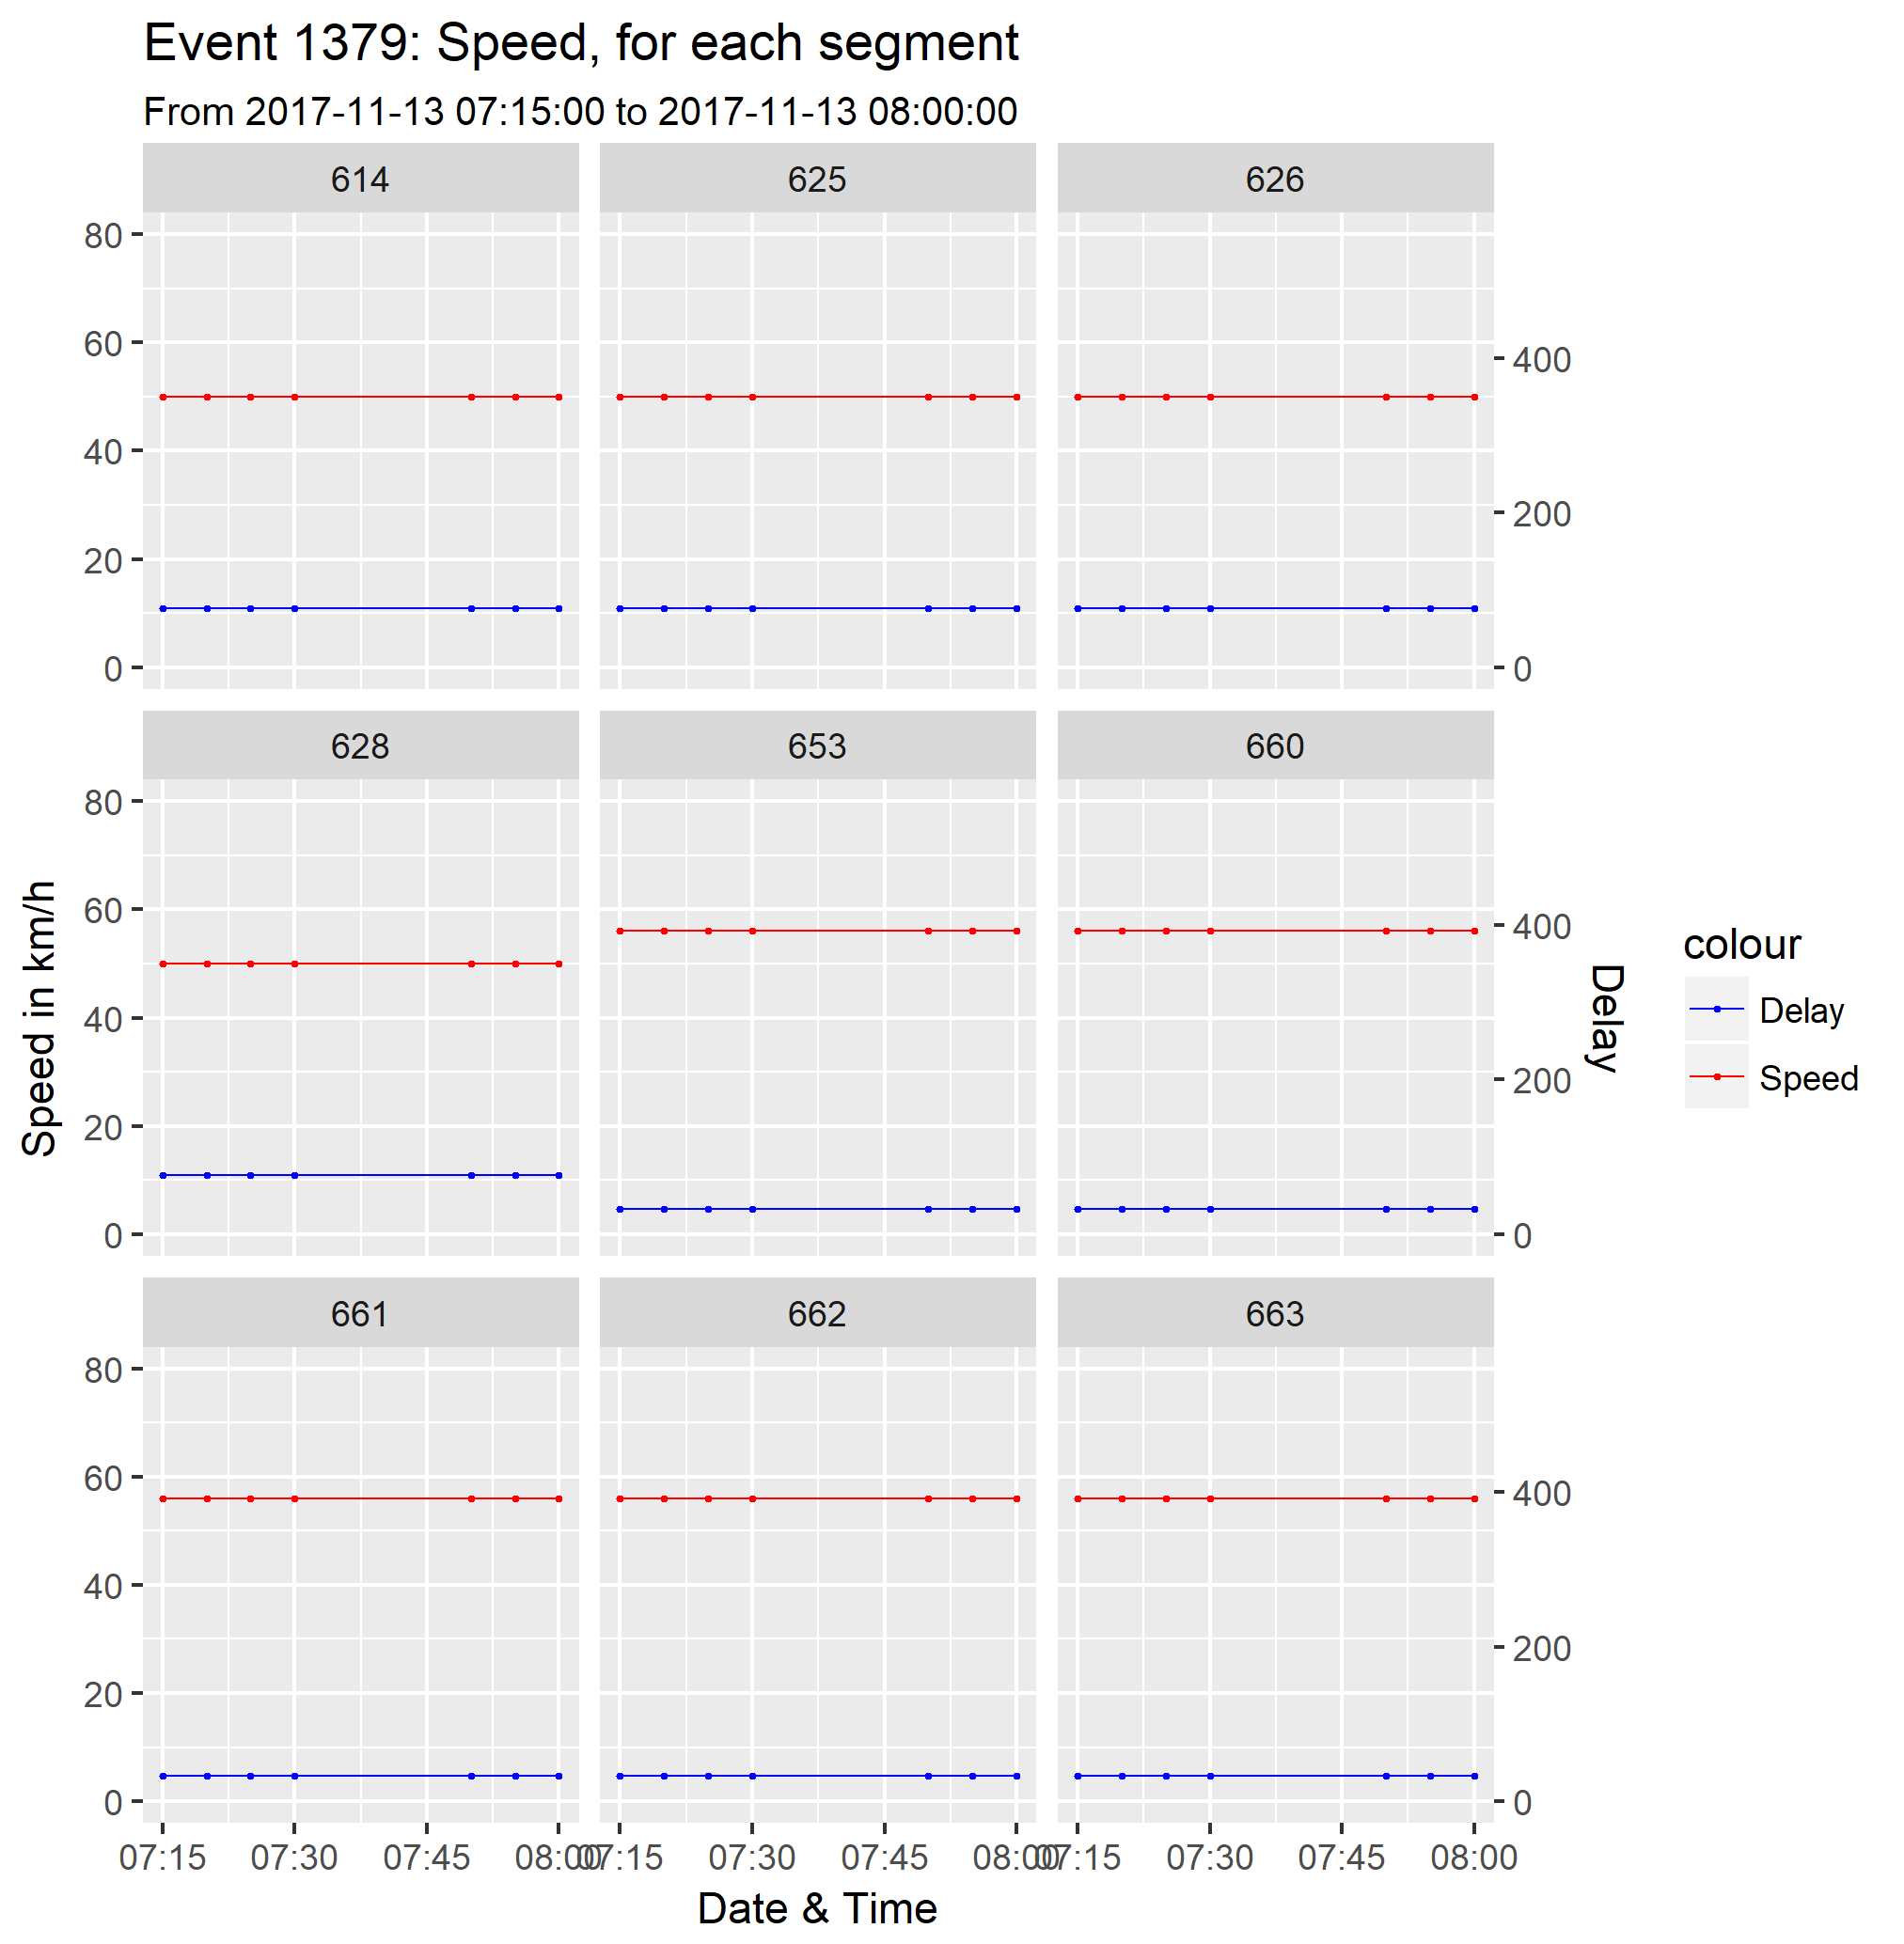 Event 1379: Speed, for each segment
From 2017-11-13 07:15:00 to 2017-11-13 08:00:00
614 625 626
80
60
400
40
200
20
0 0
628 653 660
80
60
400
40
200
20
0 0
Speed in km/h
Delay
colour
Delay
Speed
661 662 663
80
60
400
40
200
20
0 0
07:15 07:30 07:45 08:00 07:15 07:30 07:45 08:00 07:15 07:30 07:45 08:00
Date & Time